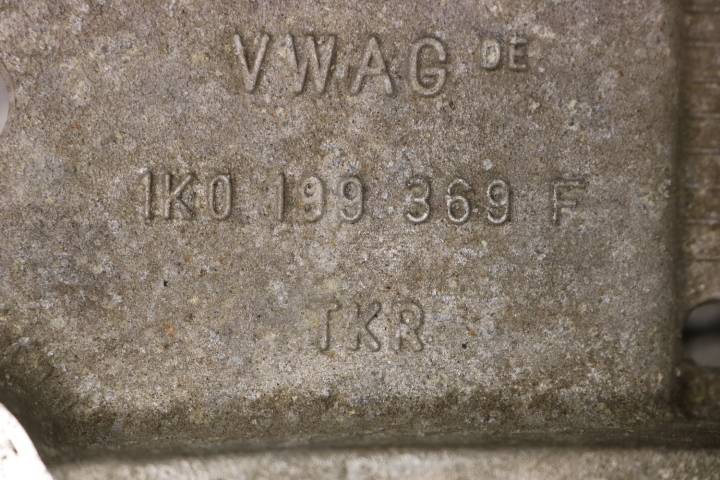 VWAG DE
1K0 199 369 F
TKR